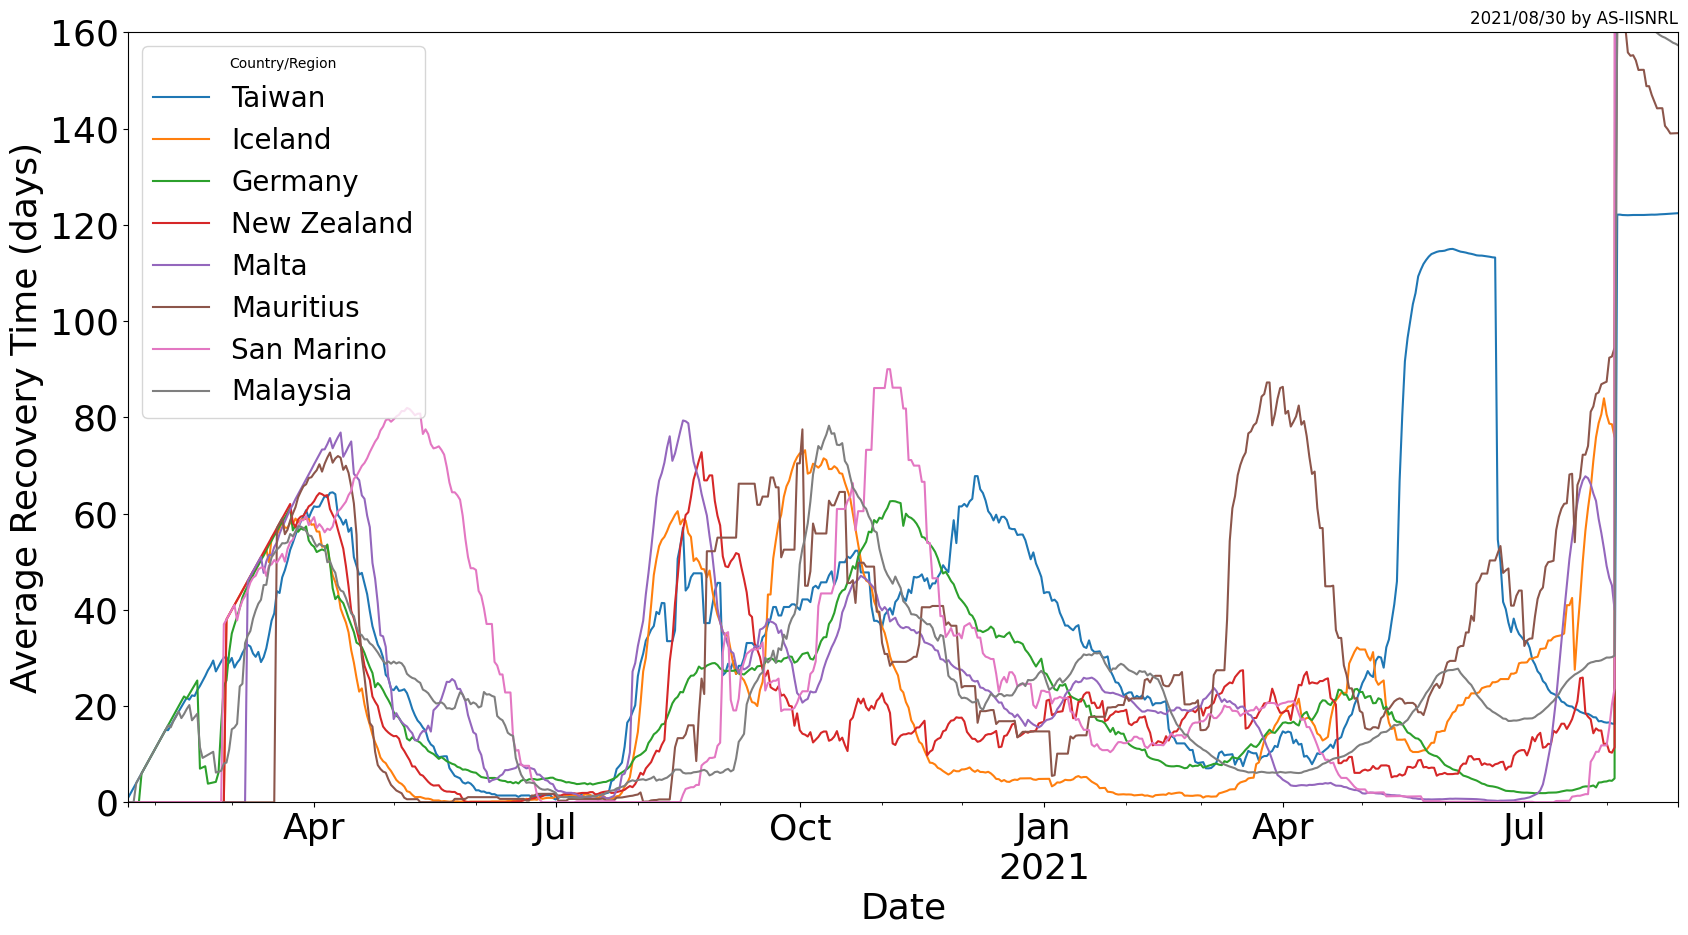 2021/08/30 by AS-IISNRL
Average Recovery Time (days)
160
140
120
100
80
60
40
20
0
Country/Region
Taiwan
Iceland
Germany
New Zealand
Malta
Mauritius
San Marino
Malaysia
Apr Jul Oct Jan Apr Jul
2021
Date